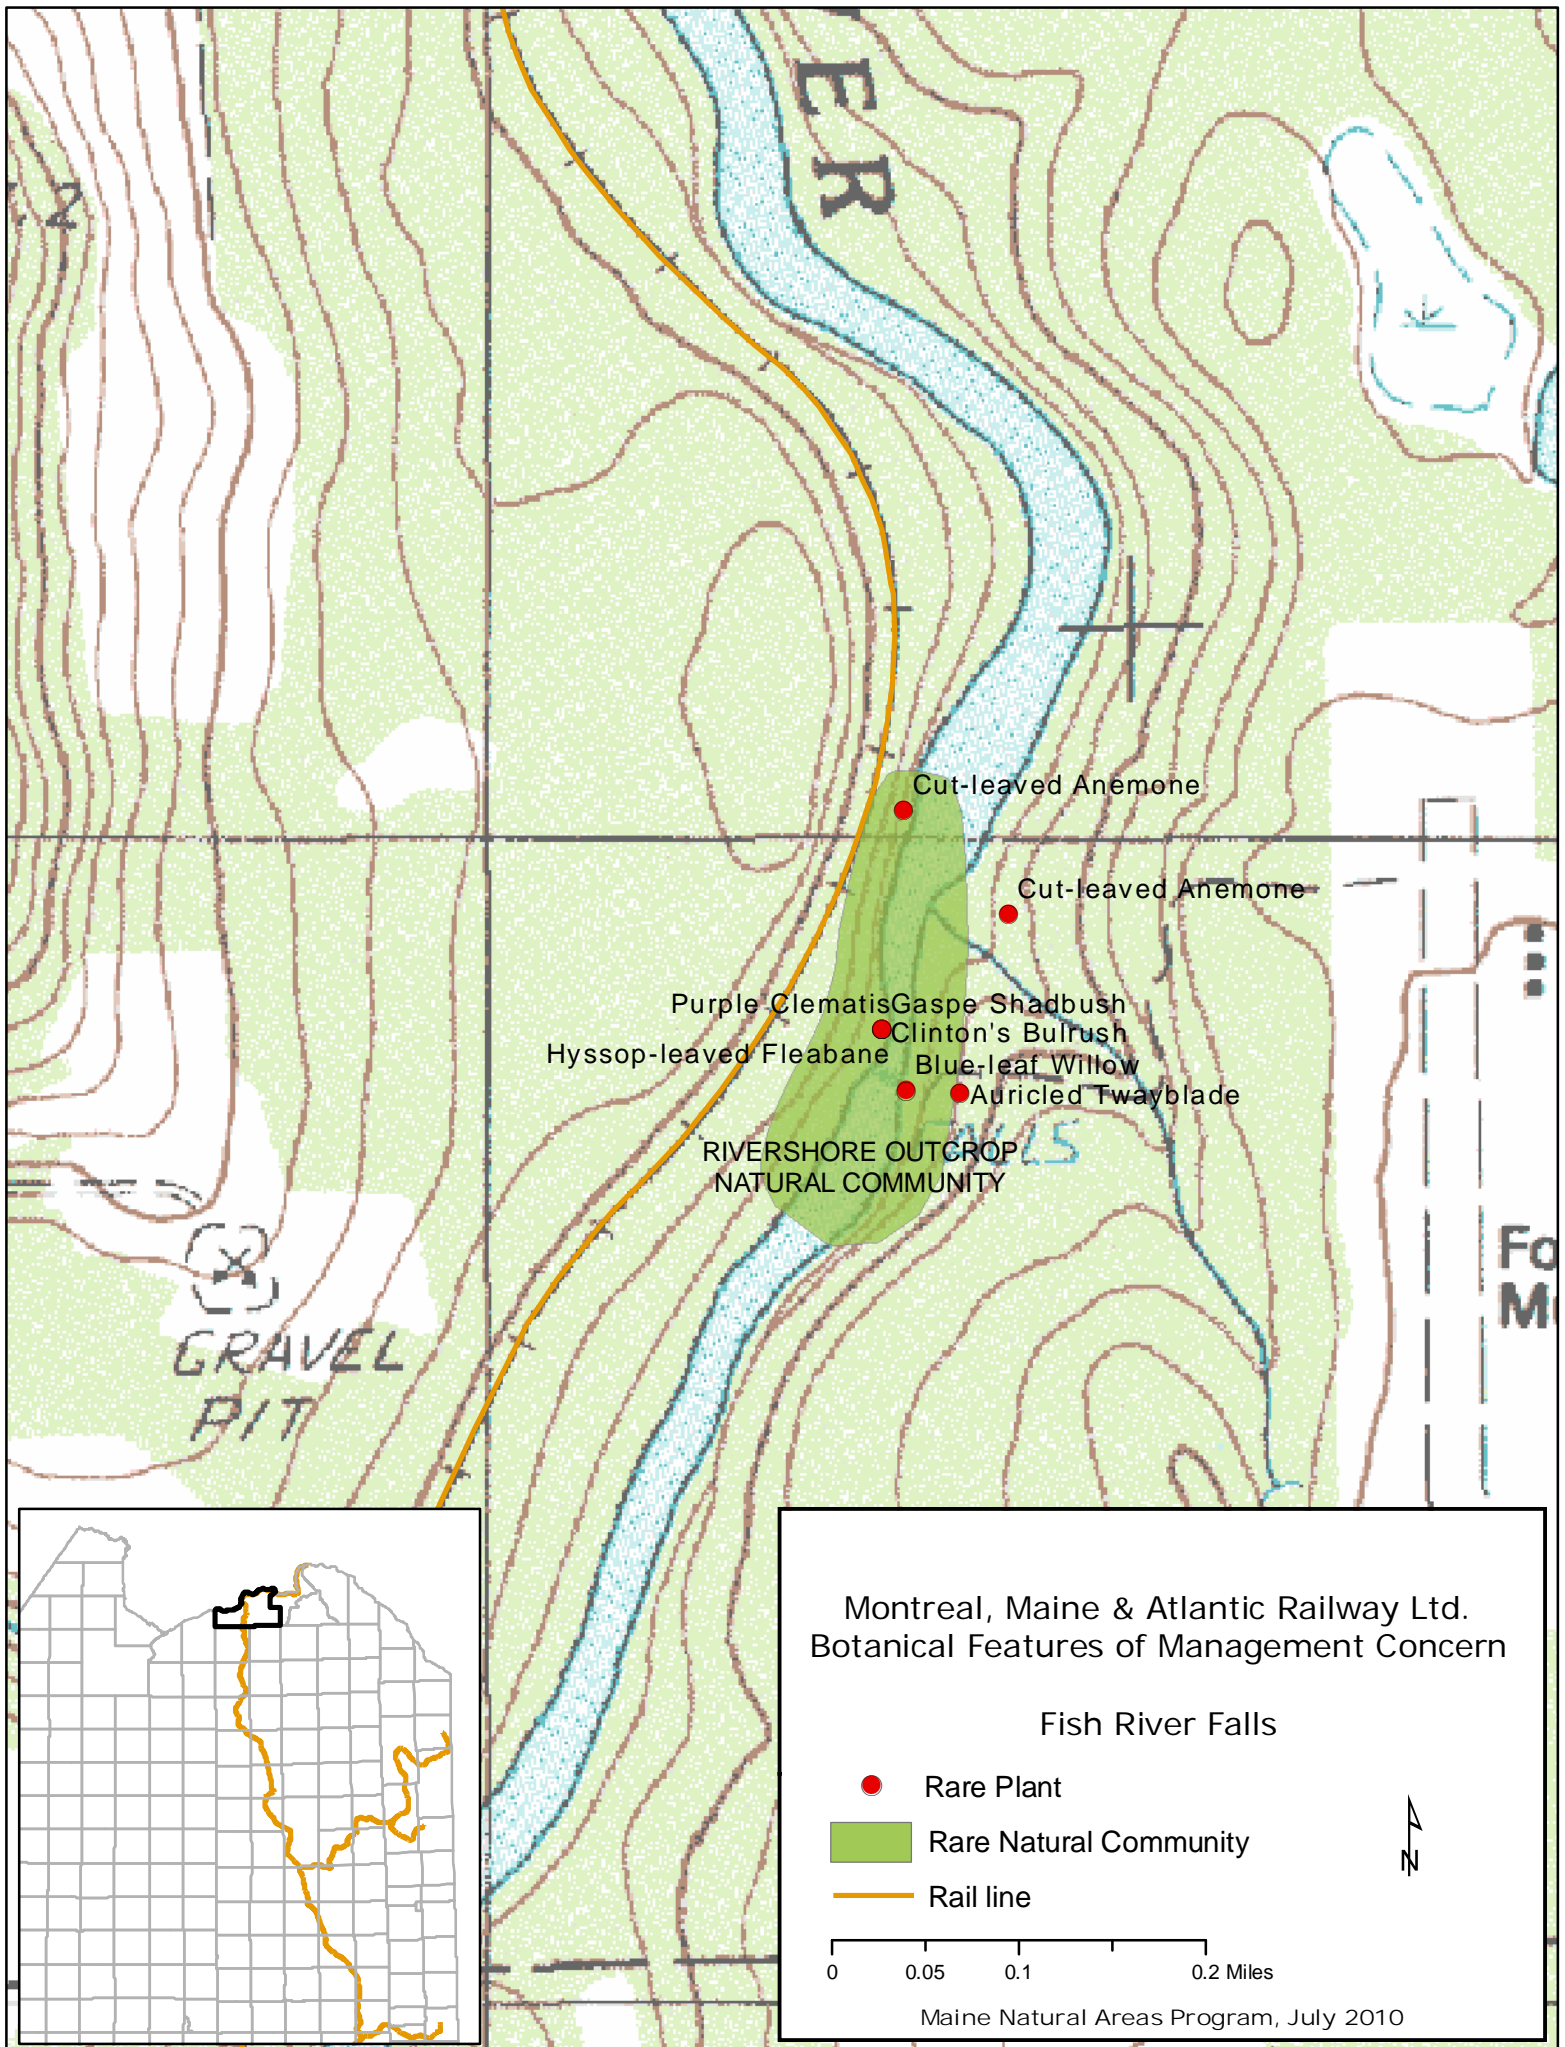 E
R
.2
Cut-leaved Anemone
Cut-leaved Anemone
Purple Clematis
Gaspe Shadbush
Clinton's Bulrush
Hyssop-leaved Fleabane
Blue-leaf Willow
Auricled Twayblade
FALLS
RIVERSHORE OUTCROP
NATURAL COMMUNITY
GRAVEL
PIT
Fo
M
Montreal, Maine & Atlantic Railway Ltd.
Botanical Features of Management Concern
Fish River Falls
Rare Plant
Rare Natural Community
Rail line
N
0 0.05 0.1 0.2 Miles
Maine Natural Areas Program, July 2010